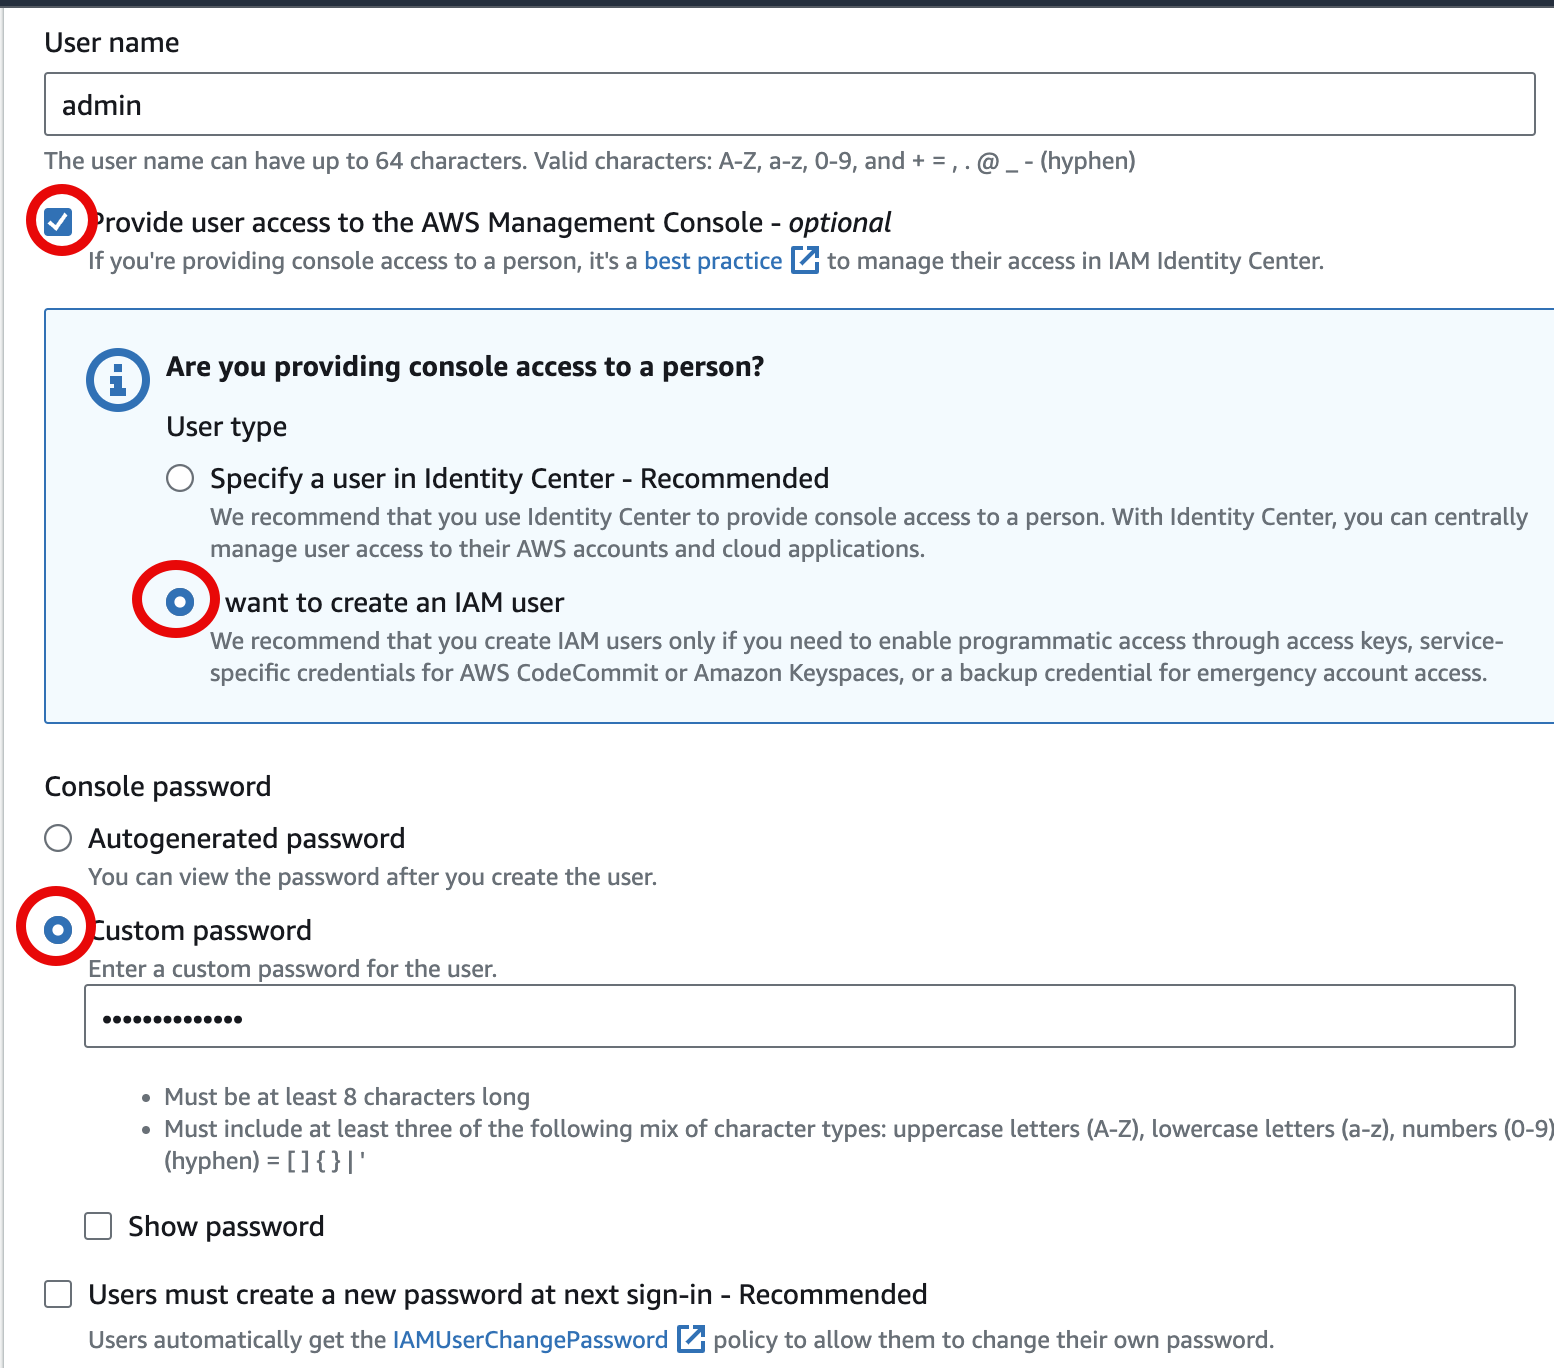 User name
admin
The user name can have up to 64 characters. Valid characters: A-Z, a-z, 0-9, and + = , . @ _ - (hyphen)
Provide user access to the AWS Management Console - optional
If you're providing console access to a person, it's a best practice to manage their access in IAM Identity Center.
Are you providing console access to a person?
User type
Specify a user in Identity Center - Recommended
We recommend that you use Identity Center to provide console access to a person. With Identity Center, you can centrally
manage user access to their AWS accounts and cloud applications.
want to create an IAM user
We recommend that you create IAM users only if you need to enable programmatic access through access keys, service-
specific credentials for AWS CodeCommit or Amazon Keyspaces, or a backup credential for emergency account access.
Console password
Autogenerated password
You can view the password after you create the user.
Custom password
Enter a custom password for the user.
••••••••••••••
• Must be at least 8 characters long
• Must include at least three of the following mix of character types: uppercase letters (A-Z), lowercase letters (a-z), numbers (0-9)
(hyphen) = [ ] { } | '
Show password
Users must create a new password at next sign-in - Recommended
Users automatically get the IAMUserChangePassword policy to allow them to change their own password.